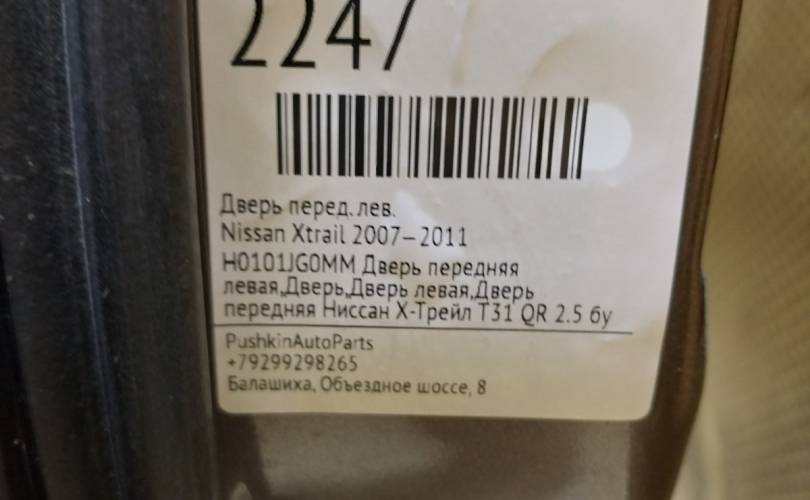 2247
Дверь перед. лев.
Nissan Xtrail 2007–2011
H0101JG0MM Дверь передняя
левая,Дверь,Дверь левая,Дверь
передняя Ниссан Х-Трейл Т31 QR 2.5 бу
PushkinAutoParts
+79299298265
Балашиха, Объездное шоссе, 8